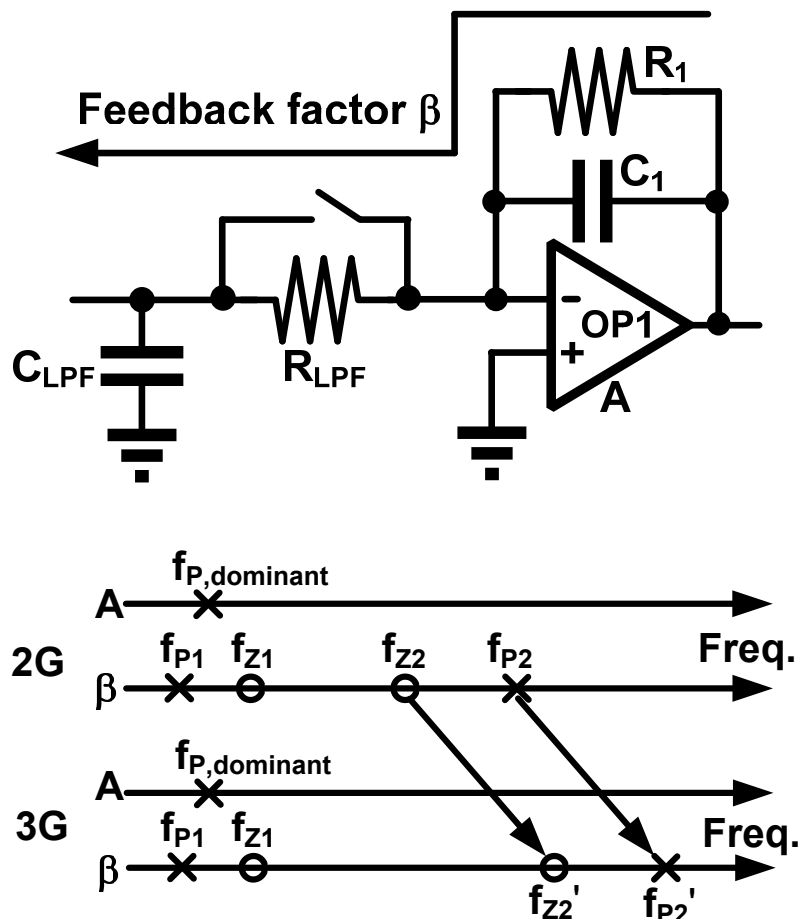 R1
Feedback factor β
C1
-
OP1
+
CLPF
RLPF
A
fP,dominant
A
2G
fP1 fZ1 fZ2 fP2 Freq.
β
fP,dominant
A
3G
fP1 fZ1 Freq.
β
fZ2' fP2'